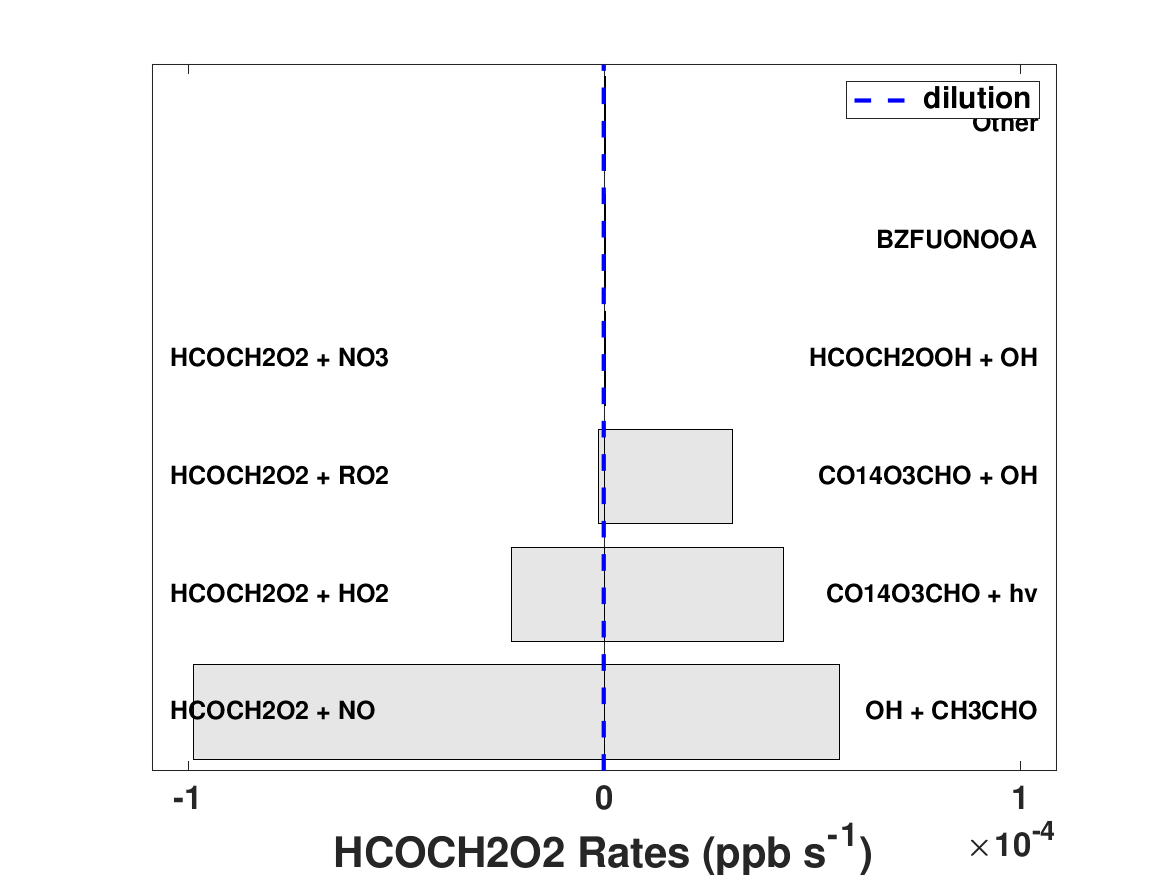 dilution
Other
BZFUONOOA
HCOCH2O2 + NO3
HCOCH2OOH + OH
HCOCH2O2 + RO2
CO14O3CHO + OH
HCOCH2O2 + HO2
CO14O3CHO + hv
HCOCH2O2 + NO
OH + CH3CHO
-1 0 1
×10^-4
HCOCH2O2 Rates (ppb s^-1)